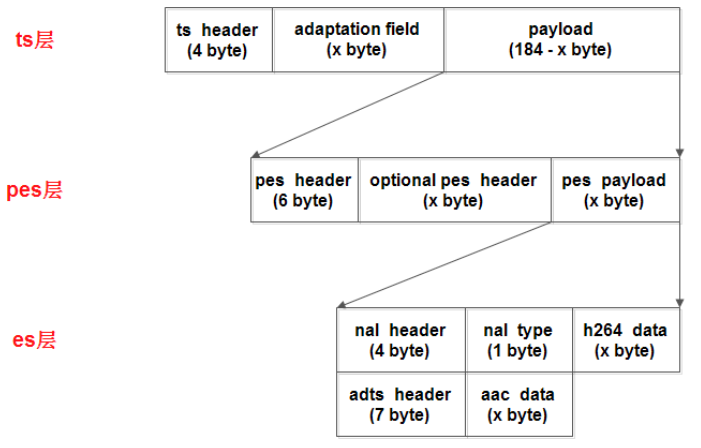 ts层
ts header
(4 byte)
adaptation field
(x byte)
payload
(184 - x byte)
pes层
pes header
(6 byte)
optional pes header
(x byte)
pes payload
(x byte)
es层
nal header
(4 byte)
nal type
(1 byte)
h264 data
(x byte)
adts header
(7 byte)
aac data
(x byte)